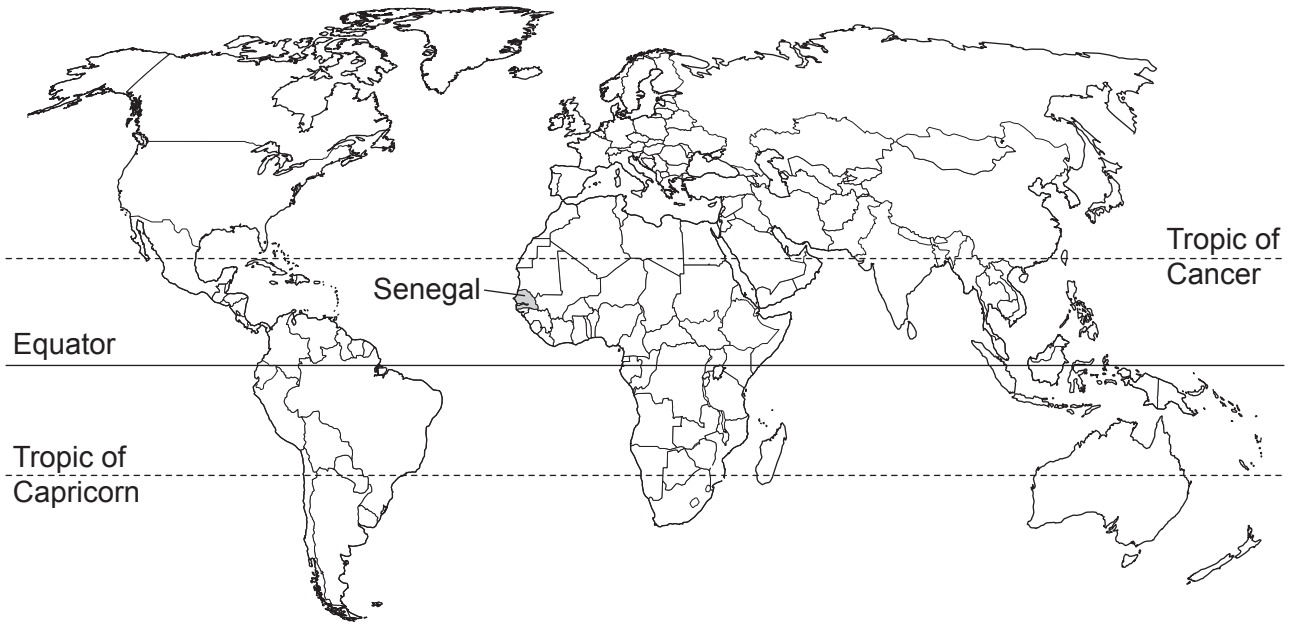 Tropic of
Cancer
Senegal
Equator
Tropic of
Capricorn